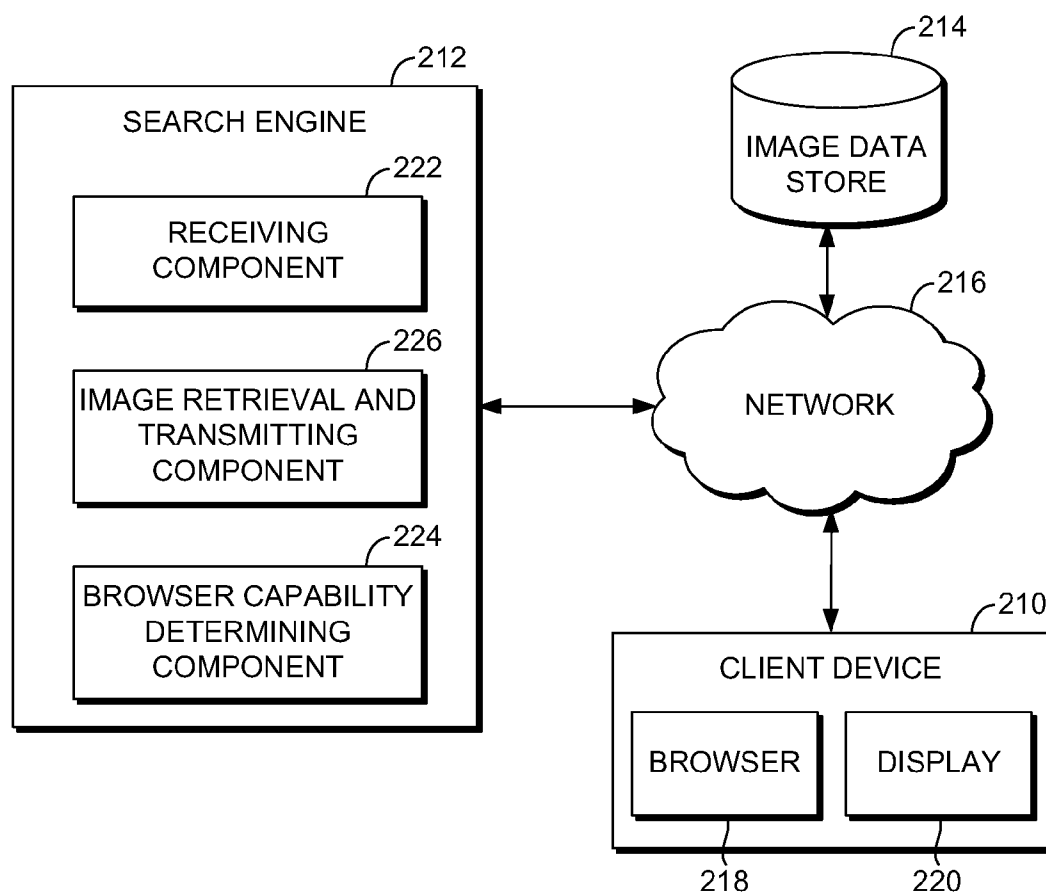 212
SEARCH ENGINE
222
RECEIVING
COMPONENT
226
IMAGE RETRIEVAL AND
TRANSMITTING
COMPONENT
224
BROWSER CAPABILITY
DETERMINING
COMPONENT
214
IMAGE DATA
STORE
216
NETWORK
210
CLIENT DEVICE
BROWSER
DISPLAY
218
220